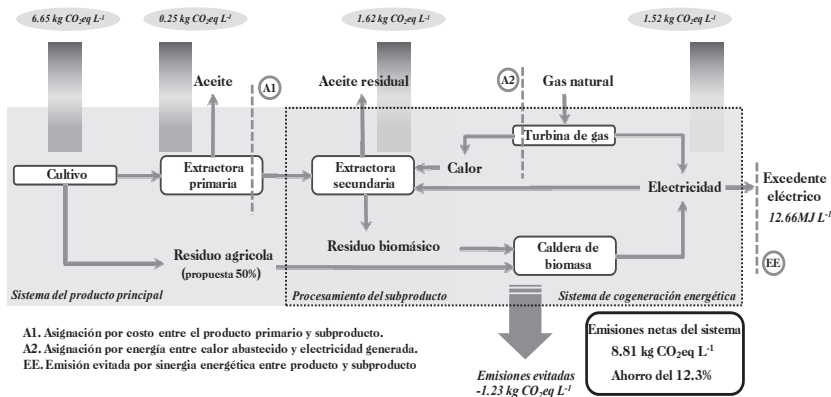 6.65 kg CO2eq L-1
0.25 kg CO2eq L-1
1.62 kg CO2eq L-1
1.52 kg CO2eq L-1
Aceite
A1
Aceite residual
A2
Gas natural
Turbina de gas
Cultivo
Extractora
primaria
Extractora
secundaria
Calor
Electricidad
Excedente
eléctrico
12.66MJ L-1
Residuo agricola
(propuesta 50%)
Residuo biomásico
Caldera de
biomasa
EE
Sistema del producto principal
Procesamiento del subproducto
Sistema de cogeneración energética
A1. Asignación por costo entre el producto primario y subproducto.
A2. Asignación por energía entre calor abastecido y electricidad generada.
EE. Emisión evitada por sinergia energética entre producto y subproducto
Emisiones evitadas
-1.23 kg CO2eq L-1
Emisiones netas del sistema
8.81 kg CO2eq L-1
Ahorro del 12.3%